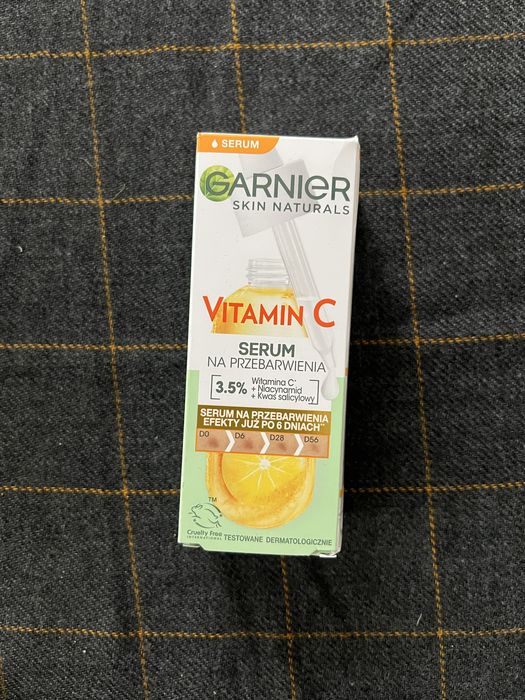 SERUM
GARNIER
SKIN NATURALS
VITAMIN C
SERUM
NA PRZEBARWIENIA
3.5% Witamina C*
+ Niacynamid
+ Kwas salicylowy
SERUM NA PRZEBARWIENIA
EFEKTY JUŻ PO 6 DNIACH**
D0 D6 D28 D56
TM
Cruelty Free
INTERNATIONAL
TESTOWANE DERMATOLOGICZNIE